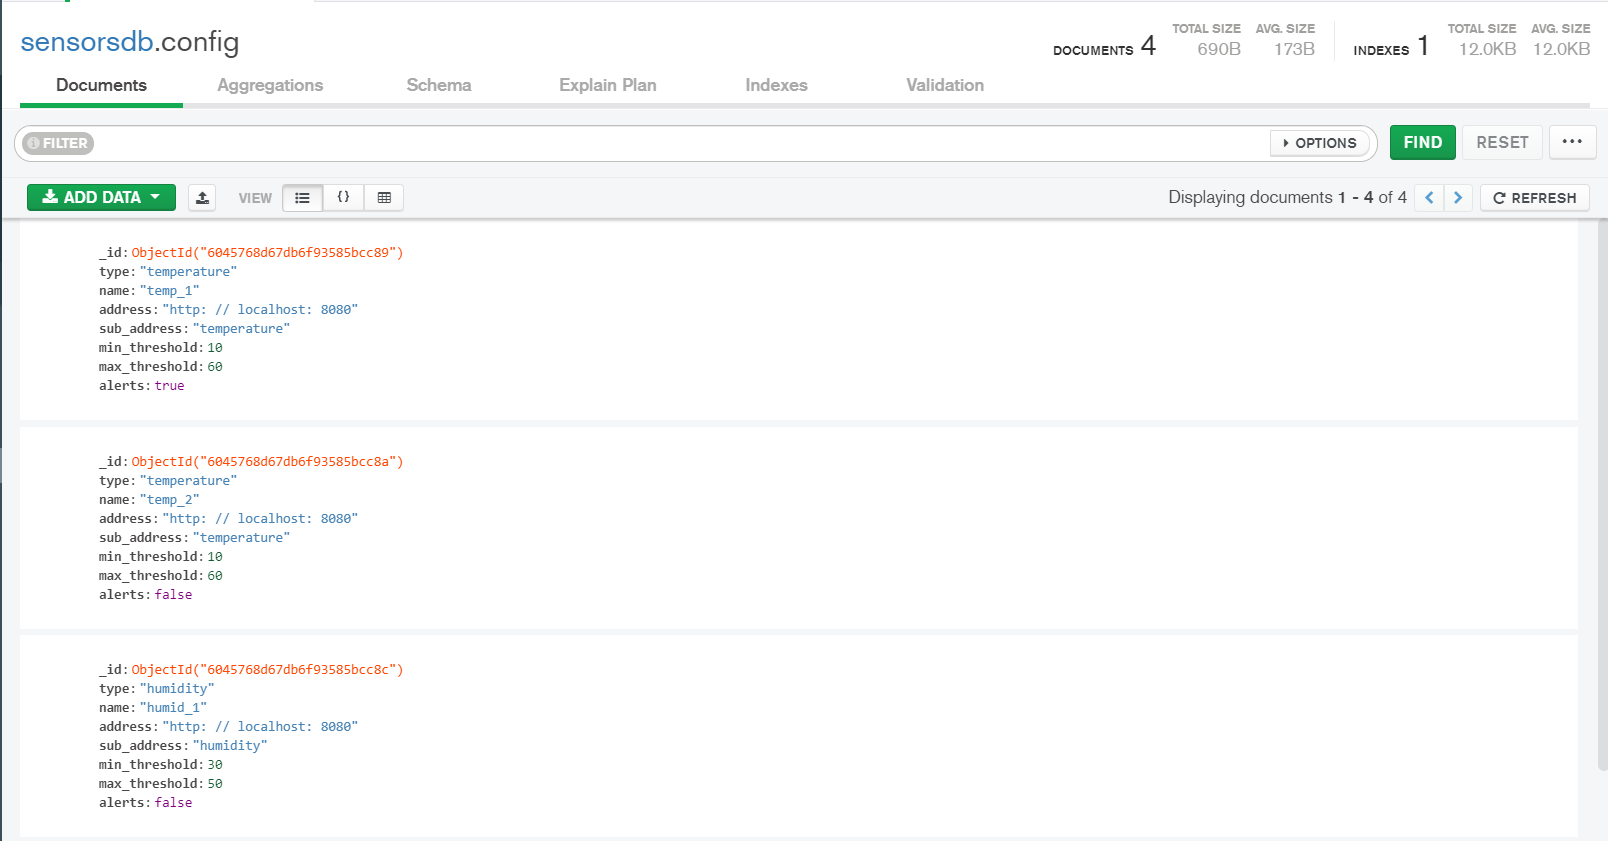 sensorsdb.config
DOCUMENTS 4 TOTAL SIZE 690B AVG. SIZE 173B INDEXES 1 TOTAL SIZE 12.0KB AVG. SIZE 12.0KB
Documents Aggregations Schema Explain Plan Indexes Validation
FILTER OPTIONS FIND RESET ...
ADD DATA VIEW {} Displaying documents 1 - 4 of 4 < > REFRESH
_id: ObjectId("6045768d67db6f93585bcc89")
type: "temperature"
name: "temp_1"
address: "http: // localhost: 8080"
sub_address: "temperature"
min_threshold: 10
max_threshold: 60
alerts: true
_id: ObjectId("6045768d67db6f93585bcc8a")
type: "temperature"
name: "temp_2"
address: "http: // localhost: 8080"
sub_address: "temperature"
min_threshold: 10
max_threshold: 60
alerts: false
_id: ObjectId("6045768d67db6f93585bcc8c")
type: "humidity"
name: "humid_1"
address: "http: // localhost: 8080"
sub_address: "humidity"
min_threshold: 30
max_threshold: 50
alerts: false